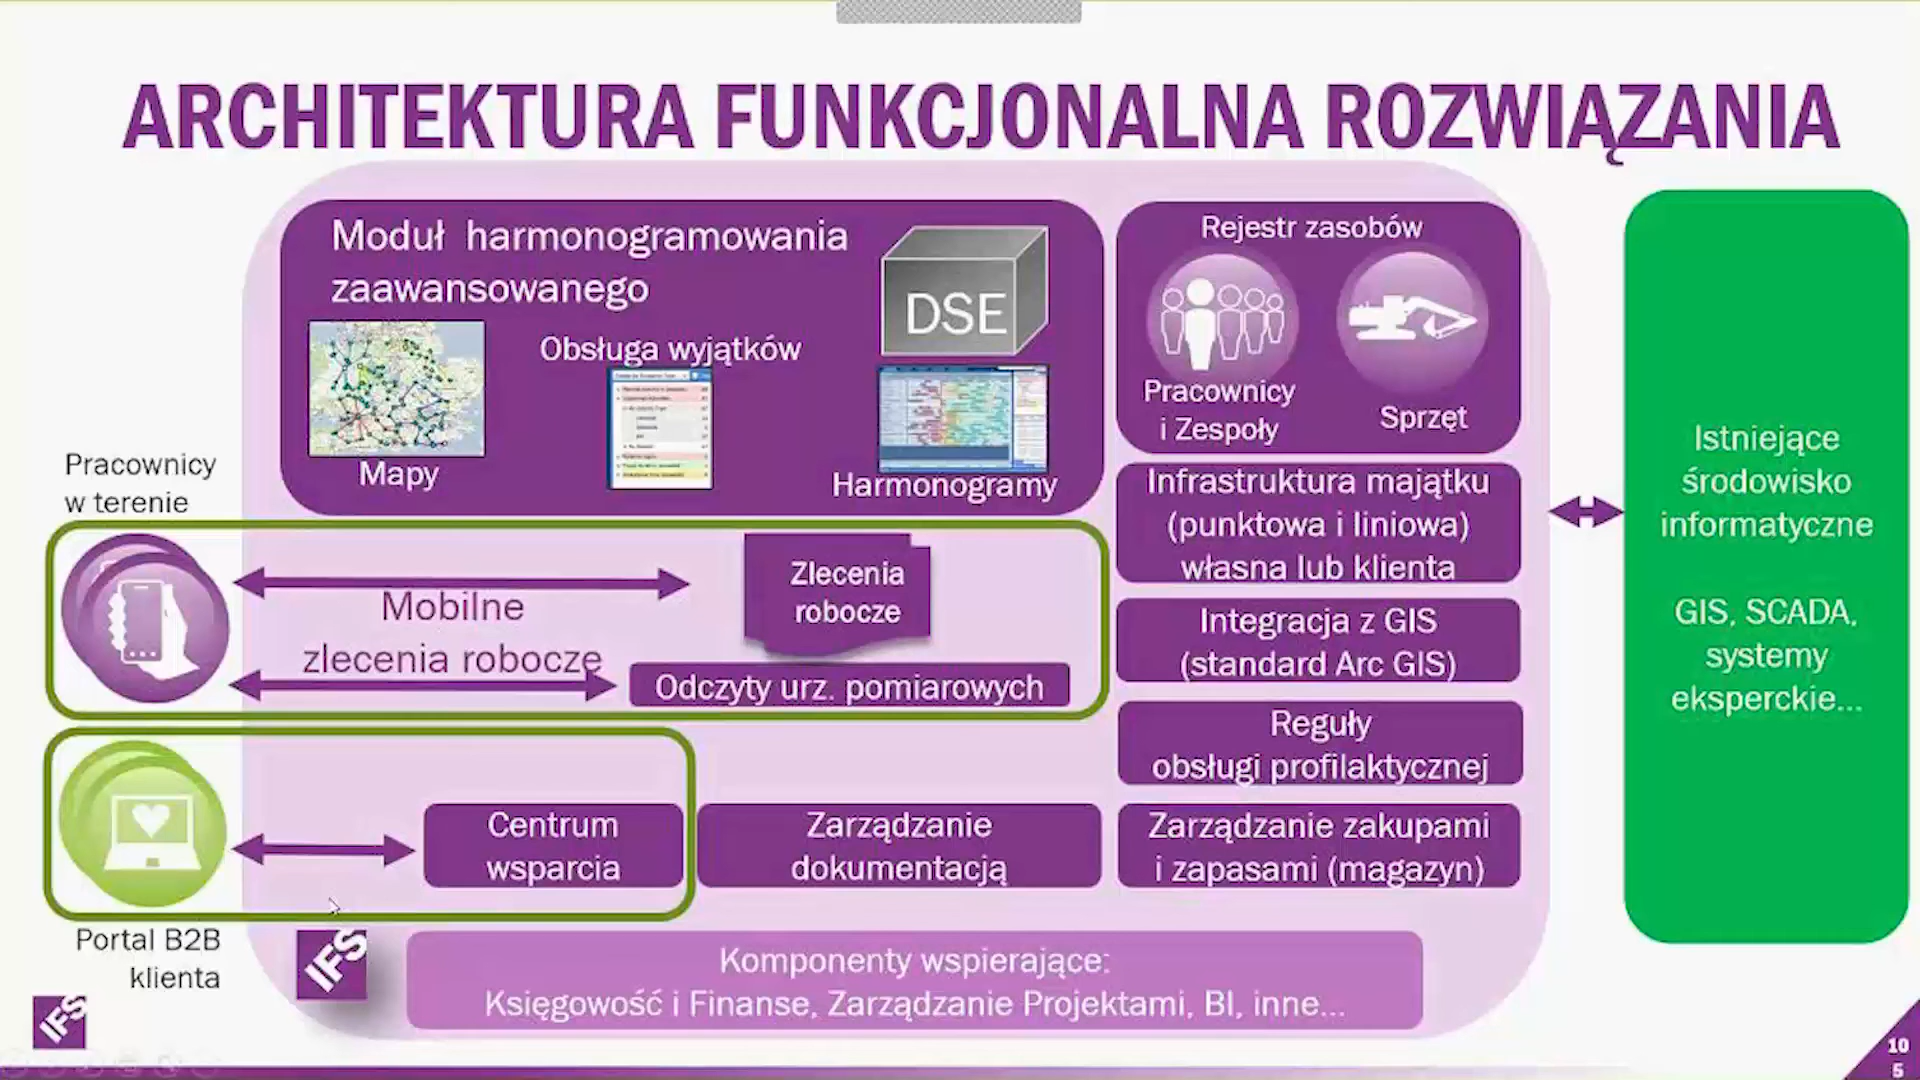 ARCHITEKTURA FUNKCJONALNA ROZWIĄZANIA
Moduł harmonogramowania
zaawansowanego
DSE
Obsługa wyjątków
Mapy
Harmonogramy
Rejestr zasobów
Pracownicy
i Zespoły
Sprzęt
Infrastruktura majątku
(punktowa i liniowa)
własna lub klienta
Integracja z GIS
(standard Arc GIS)
Reguły
obsługi profilaktycznej
Zarządzanie zakupami
i zapasami (magazyn)
Istniejące
środowisko
informatyczne
GIS, SCADA,
systemy
eksperckie...
Pracownicy
w terenie
Mobilne
zlecenia robocze
Zlecenia
robocze
Odczyty urz. pomiarowych
Centrum
wsparcia
Zarządzanie
dokumentacją
Portal B2B
klienta
IFS
Komponenty wspierające:
Księgowość i Finanse, Zarządzanie Projektami, BI, inne...
IFS
10
5